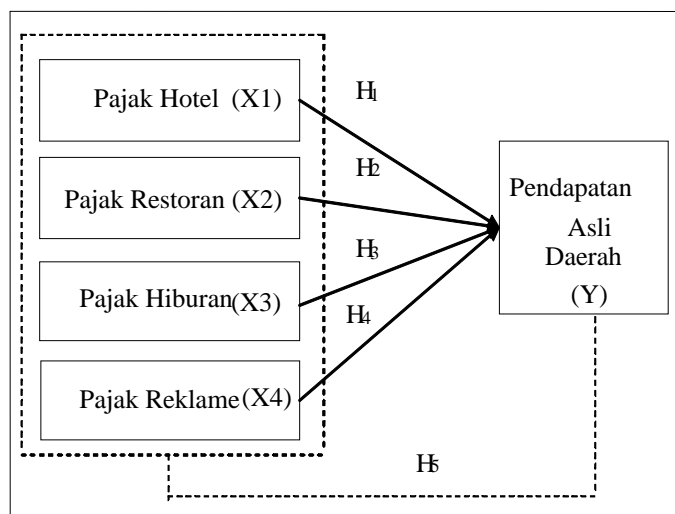 Pajak Hotel (X1)
H1
H2
Pajak Restoran (X2)
Pendapatan
Asli
Daerah
(Y)
H3
Pajak Hiburan (X3)
H4
Pajak Reklame (X4)
H5